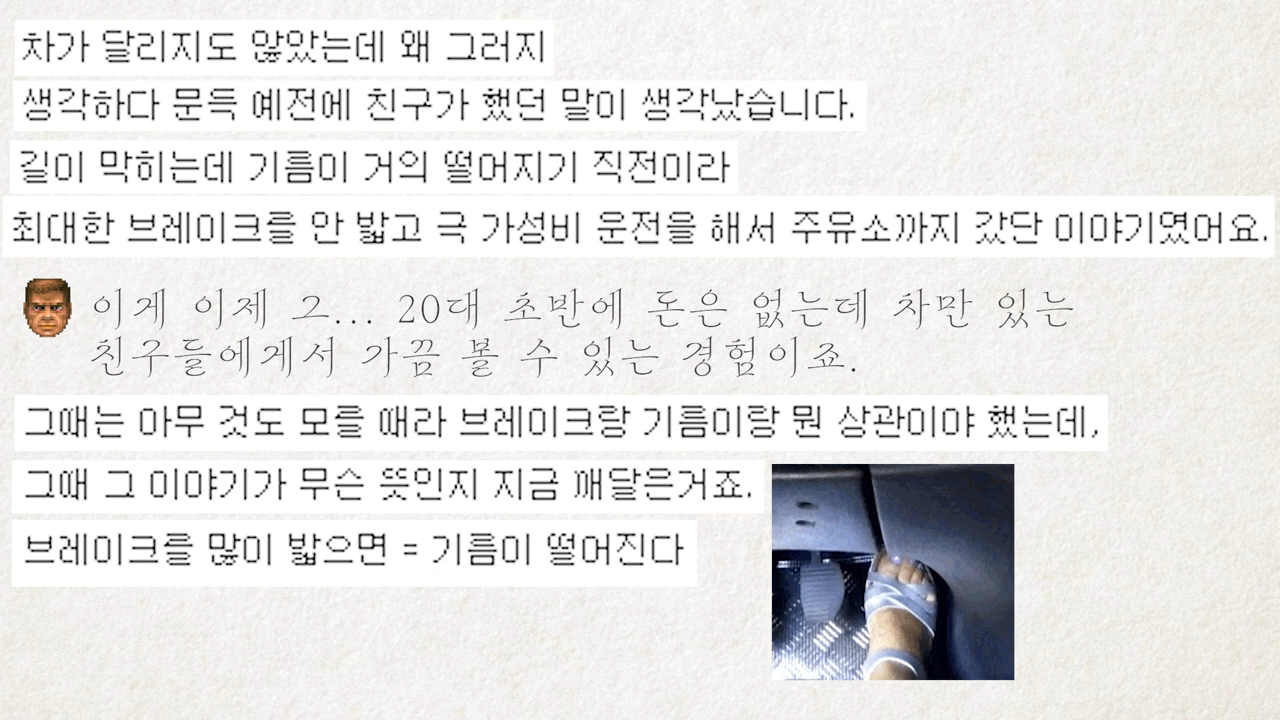 차가 달리지도 않았는데 왜 그러지
생각하다 문득 예전에 친구가 했던 말이 생각났습니다.
길이 막히는데 기름이 거의 떨어지기 직전이라
최대한 브레이크를 안 밟고 극 가성비 운전을 해서 주유소까지 갔단 이야기였어요.
이게 이제 그... 20대 초반에 돈은 없는데 차만 있는
친구들에게서 가끔 볼 수 있는 경험이죠.
그때는 아무 것도 모를 때라 브레이크랑 기름이랑 뭔 상관이야 했는데,
그때 그 이야기가 무슨 뜻인지 지금 깨달은거죠.
브레이크를 많이 밟으면 = 기름이 떨어진다